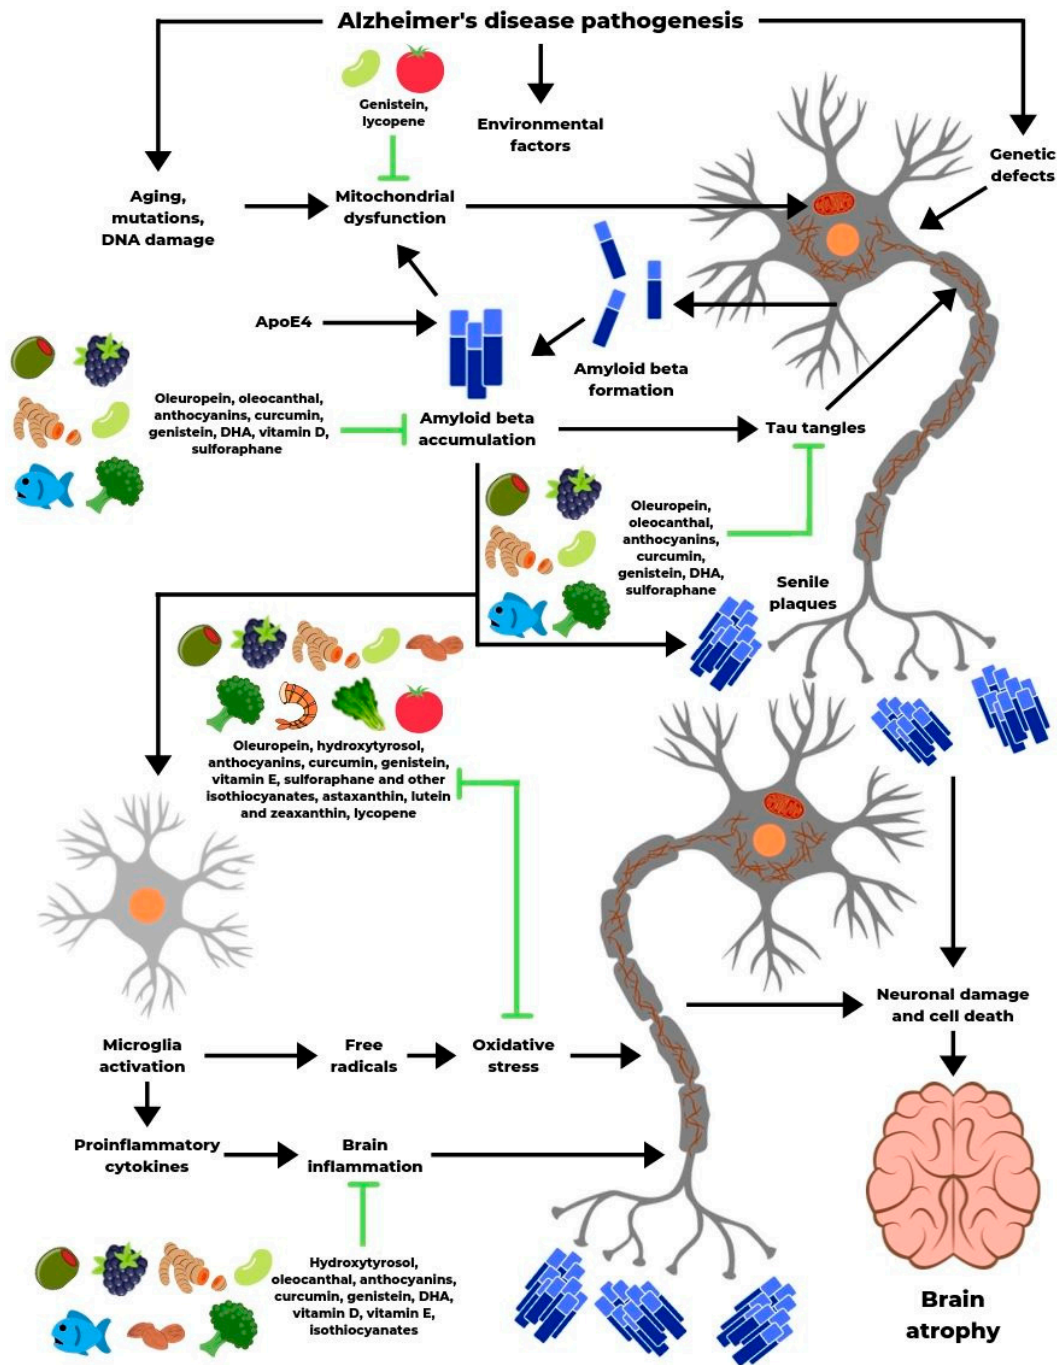 Alzheimer's disease pathogenesis
Genistein,
lycopene
Environmental
factors
Genetic
defects
Aging,
mutations,
DNA damage
Mitochondrial
dysfunction
ApoE4
Amyloid beta
formation
Oleuropein, oleocanthal,
anthocyanins, curcumin,
genistein, DHA, vitamin D,
sulforaphane
Amyloid beta
accumulation
Tau tangles
Oleuropein,
oleocanthal,
anthocyanins,
curcumin,
genistein, DHA,
sulforaphane
Senile
plaques
Oleuropein, hydroxytyrosol,
anthocyanins, curcumin, genistein,
vitamin E, sulforaphane and other
isothiocyanates, astaxanthin, lutein
and zeaxanthin, lycopene
Neuronal damage
and cell death
Microglia
activation
Free
radicals
Oxidative
stress
Proinflammatory
cytokines
Brain
inflammation
Hydroxytyrosol,
oleocanthal, anthocyanins,
curcumin, genistein, DHA,
vitamin D, vitamin E,
isothiocyanates
Brain
atrophy